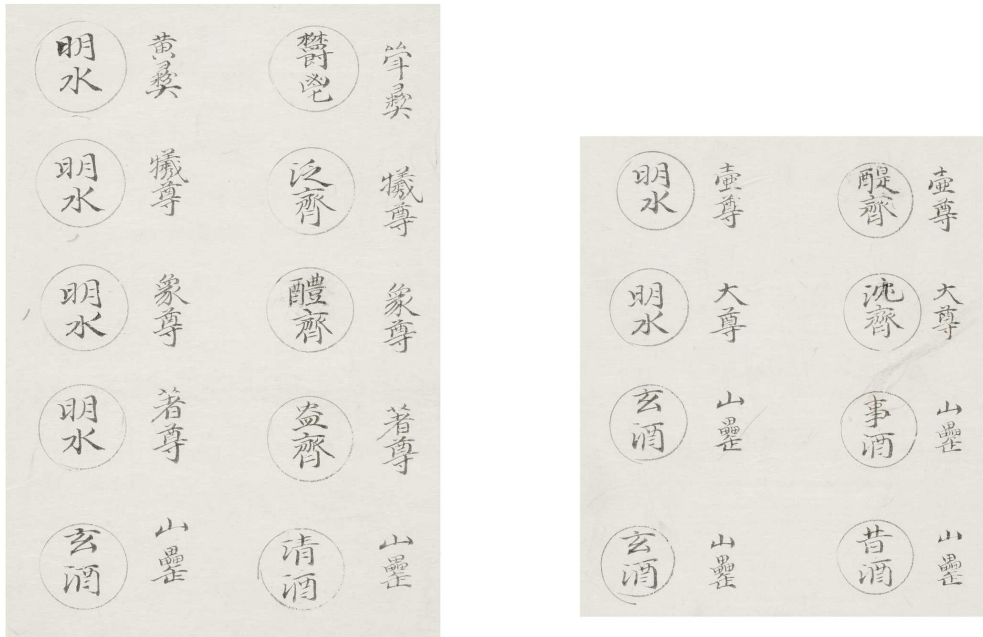 彝
鬱鬯
犧尊
泛齊
象尊
醴齊
著尊
盎齊
山罍
清酒
黃彝
明水
犧尊
明水
象尊
明水
著尊
明水
山罍
玄酒
壺尊
醍齊
大尊
沈齊
山罍
事酒
山罍
昔酒
壺尊
明水
大尊
明水
山罍
玄酒
山罍
玄酒